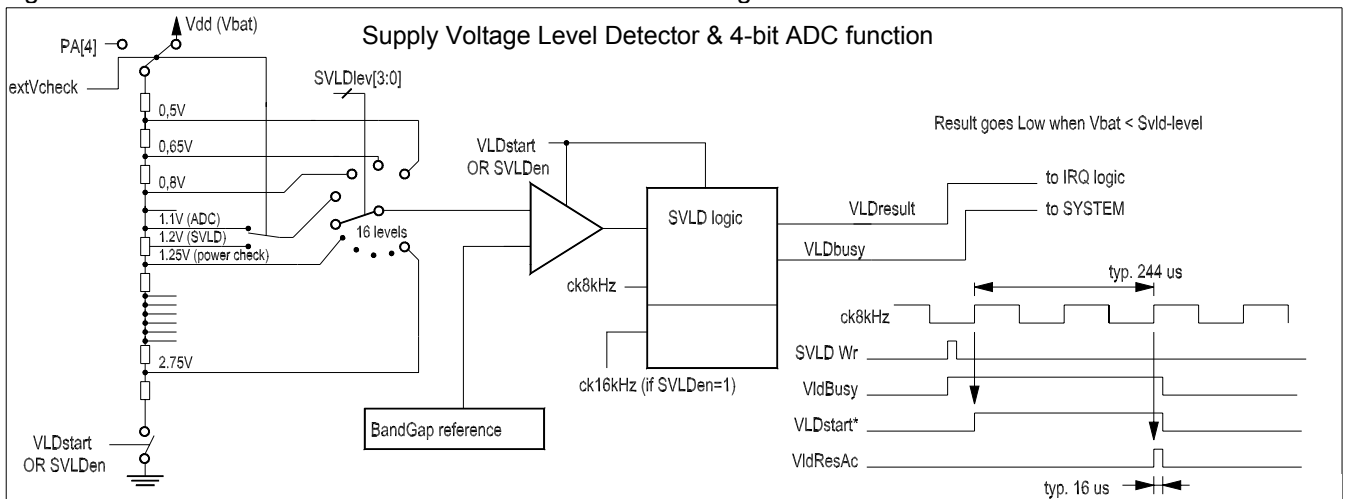 Vdd (Vbat)
Supply Voltage Level Detector & 4-bit ADC function
PA[4]
extVcheck
SVLDlev[3:0]
0,5V
0,65V
0,8V
1.1V (ADC)
1.2V (SVLD)
1.25V (power check)
2.75V
16 levels
VLDstart
OR SVLDen
VLDstart
OR SVLDen
BandGap reference
SVLD logic
ck8kHz
ck16kHz (if SVLDen=1)
Result goes Low when Vbat < Svld-level
to IRQ logic
VLDresult
to SYSTEM
VLDbusy
typ. 244 us
ck8kHz
SVLD Wr
VldBusy
VLDstart*
VldResAc
typ. 16 us